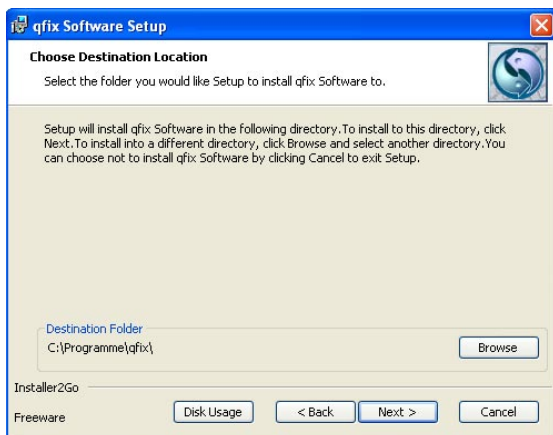 qfix Software Setup
Choose Destination Location
Select the folder you would like Setup to install qfix Software to.
Setup will install qfix Software in the following directory.To install to this directory, click
Next.To install into a different directory, click Browse and select another directory.You
can choose not to install qfix Software by clicking Cancel to exit Setup.
Destination Folder
C:\Programme\qfix\
Browse
Installer2Go
Freeware
Disk Usage
< Back
Next >
Cancel